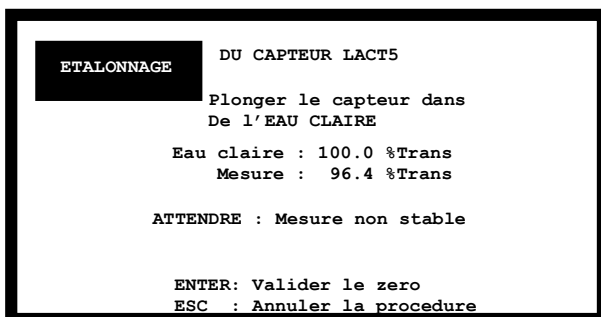 ETALONNAGE DU CAPTEUR LACT5
Plonger le capteur dans
De l'EAU CLAIRE
Eau claire : 100.0 %Trans
Mesure : 96.4 %Trans
ATTENDRE : Mesure non stable
ENTER: Valider le zero
ESC : Annuler la procedure